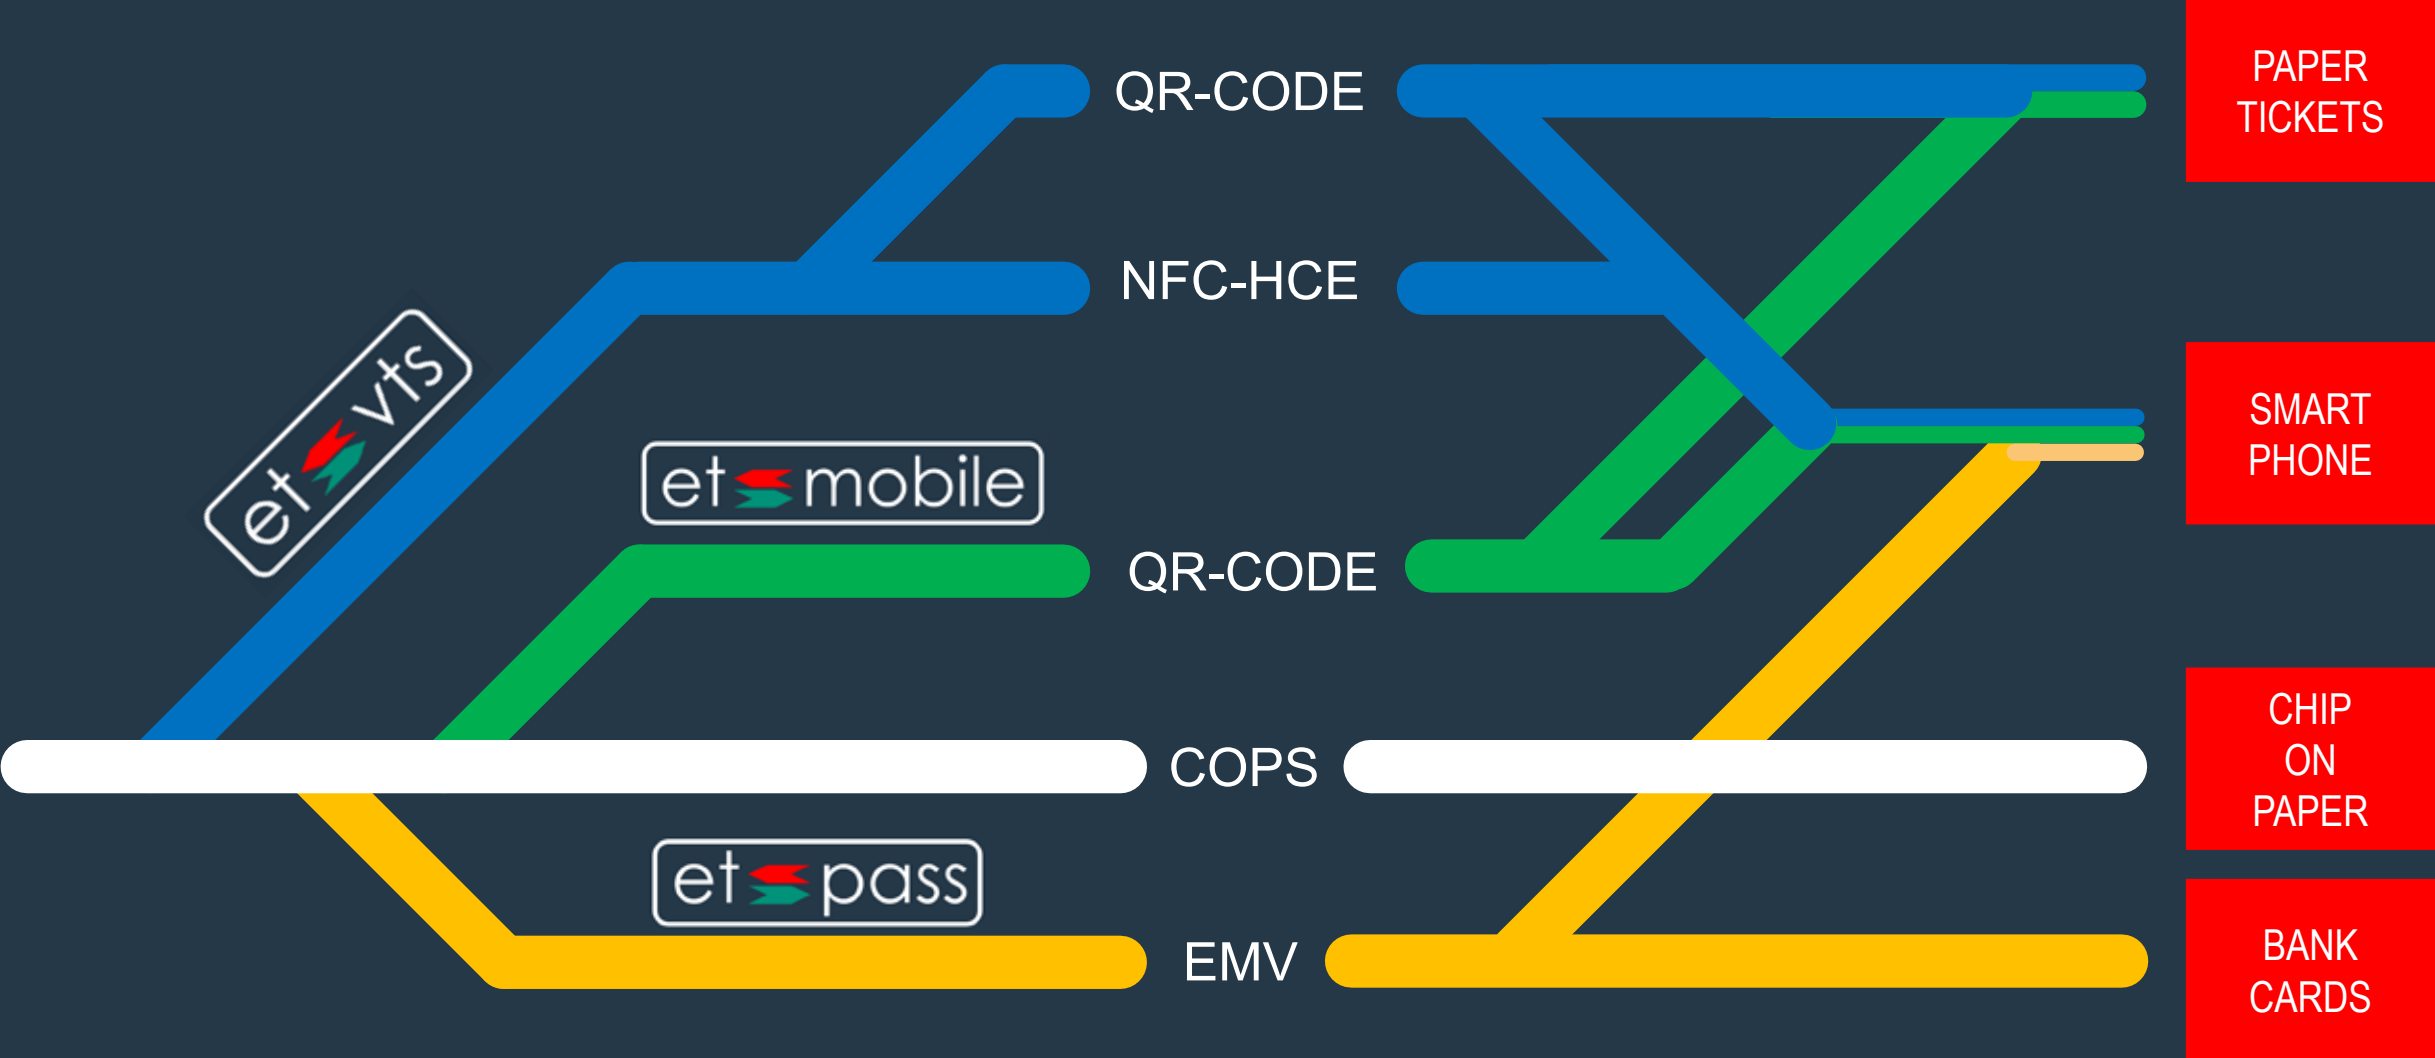 QR-CODE
PAPER
TICKETS
NFC-HCE
et vts
SMART
PHONE
et mobile
QR-CODE
COPS
CHIP
ON
PAPER
et pass
EMV
BANK
CARDS